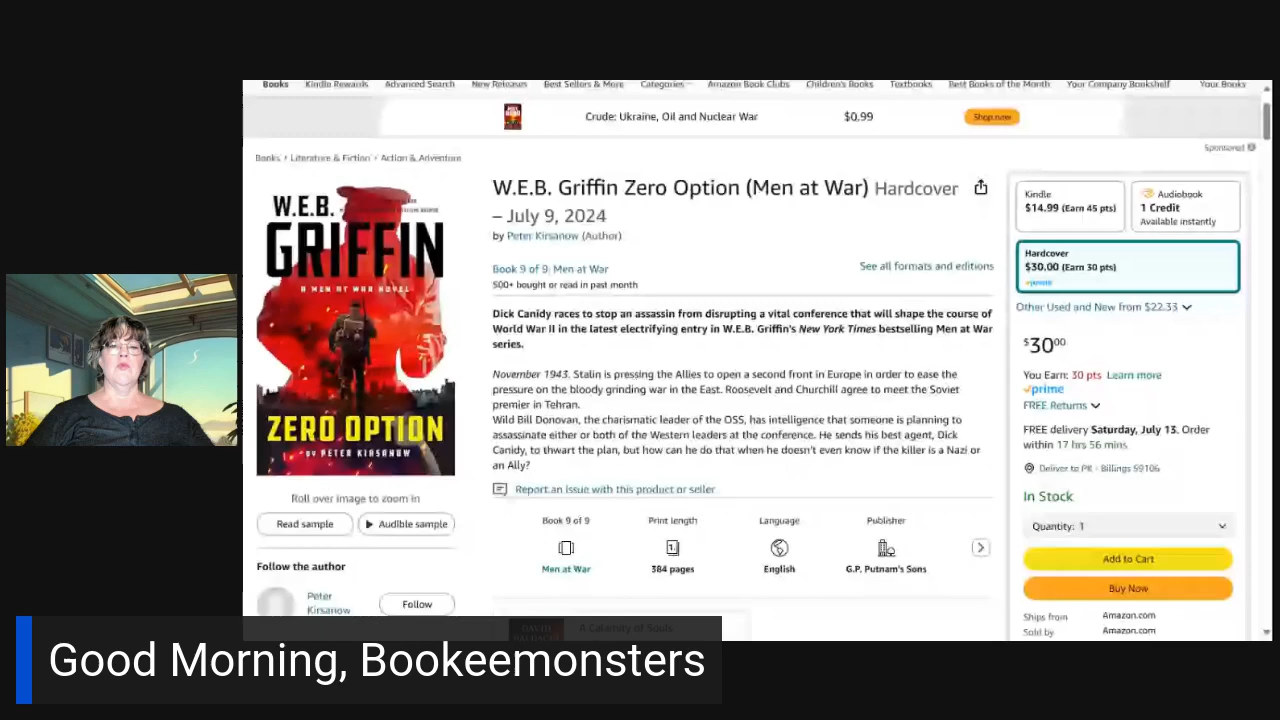 Books Kindle Rewards Advanced Search New Releases Best Sellers & More Categories Amazon Book Clubs Children's Books Textbooks Best Books of the Month Your Company Bookshelf Your Books
Crude: Ukraine, Oil and Nuclear War $0.99 Shop now
Sponsored
Books › Literature & Fiction › Action & Adventure
W.E.B.
GRIFFIN
A MEN AT WAR NOVEL
ZERO OPTION
BY PETER KIRSANOW
Roll over image to zoom in
Read sample Audible sample
Follow the author
Peter
Kirsanow
Follow
W.E.B. Griffin Zero Option (Men at War) Hardcover
– July 9, 2024
by Peter Kirsanow (Author)
Book 9 of 9: Men at War
See all formats and editions
500+ bought or read in past month
Dick Canidy races to stop an assassin from disrupting a vital conference that will shape the course of
World War II in the latest electrifying entry in W.E.B. Griffin's New York Times bestselling Men at War
series.
November 1943. Stalin is pressing the Allies to open a second front in Europe in order to ease the
pressure on the bloody grinding war in the East. Roosevelt and Churchill agree to meet the Soviet
premier in Tehran.
Wild Bill Donovan, the charismatic leader of the OSS, has intelligence that someone is planning to
assassinate either or both of the Western leaders at the conference. He sends his best agent, Dick
Canidy, to thwart the plan, but how can he do that when he doesn't even know if the killer is a Nazi or
an Ally?
Report an issue with this product or seller
Book 9 of 9 Print length Language Publisher
Men at War 384 pages English G.P. Putnam's Sons
A Calamity of Souls
Kindle
$14.99 (Earn 45 pts)
Audiobook
1 Credit
Available instantly
Hardcover
$30.00 (Earn 30 pts)
prime
Other Used and New from $22.33
$3000
You Earn: 30 pts Learn more
prime
FREE Returns
FREE delivery Saturday, July 13. Order
within 17 hrs 56 mins
Deliver to PK - Billings 59106
In Stock
Quantity: 1
Add to Cart
Buy Now
Ships from Amazon.com
Sold by Amazon.com
Good Morning, Bookeemonsters